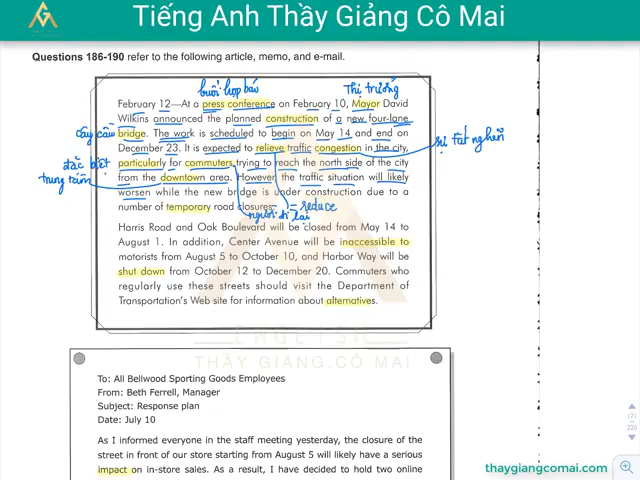 Tiếng Anh Thầy Giảng Cô Mai
Questions 186-190 refer to the following article, memo, and e-mail.
buổi họp báo
Thị trưởng
February 12—At a press conference on February 10, Mayor David
Wilkins announced the planned construction of a new four-lane
cây cầu
bridge. The work is scheduled to begin on May 14 and end on
December 23. It is expected to relieve traffic congestion in the city,
sự tắt nghẽn
đặc biệt
particularly for commuters trying to reach the north side of the city
trung tâm
from the downtown area. However, the traffic situation will likely
worsen while the new bridge is under construction due to a
number of temporary road closures.
= reduce
người đi lại
Harris Road and Oak Boulevard will be closed from May 14 to
August 1. In addition, Center Avenue will be inaccessible to
motorists from August 5 to October 10, and Harbor Way will be
shut down from October 12 to December 20. Commuters who
regularly use these streets should visit the Department of
Transportation's Web site for information about alternatives.
ENGLISH
THẦY GIẢNG.CÔ MAI
To: All Bellwood Sporting Goods Employees
From: Beth Ferrell, Manager
Subject: Response plan
Date: July 10
As I informed everyone in the staff meeting yesterday, the closure of the
street in front of our store starting from August 5 will likely have a serious
impact on in-store sales. As a result, I have decided to hold two online
171
220
thaygiangcomai.com